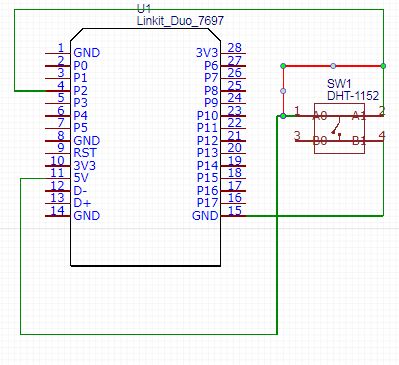 U1
Linkit_Duo_7697
1 GND 3V3 28
2 P0 P6 27
3 P1 P7 26
4 P2 P8 25
5 P3 P9 24
6 P4 P10 23
7 P5 P11 22
8 GND P12 21
9 RST P13 20
10 3V3 P14 19
11 5V P15 18
12 D- P16 17
13 D+ P17 16
14 GND GND 15
SW1
DHT-1152
1 A0 A1 2
3 B0 B1 4